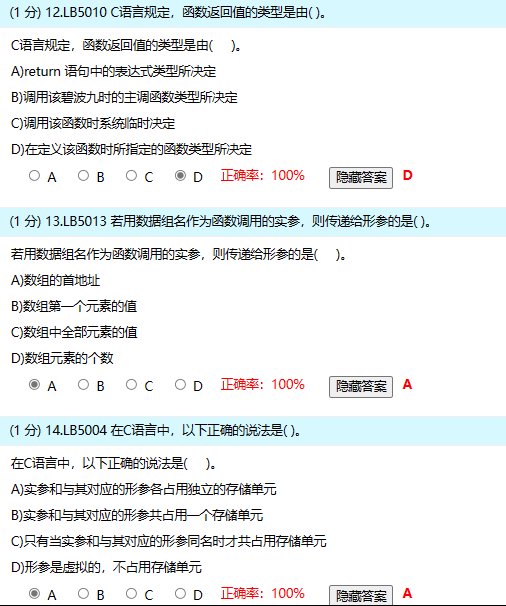 (1 分) 12.LB5010 C语言规定，函数返回值的类型是由( )。
C语言规定，函数返回值的类型是由( )。
A)return 语句中的表达式类型所决定
B)调用该碧波九时的主调函数类型所决定
C)调用该函数时系统临时决定
D)在定义该函数时所指定的函数类型所决定
A B C D 正确率：100% 隐藏答案 D
(1 分) 13.LB5013 若用数据组名作为函数调用的实参，则传递给形参的是( )。
若用数据组名作为函数调用的实参，则传递给形参的是( )。
A)数组的首地址
B)数组第一个元素的值
C)数组中全部元素的值
D)数组元素的个数
A B C D 正确率：100% 隐藏答案 A
(1 分) 14.LB5004 在C语言中，以下正确的说法是( )。
在C语言中，以下正确的说法是( )。
A)实参和与其对应的形参各占用独立的存储单元
B)实参和与其对应的形参共占用一个存储单元
C)只有当实参和与其对应的形参同名时才共占用存储单元
D)形参是虚拟的，不占用存储单元
A B C D 正确率：100% 隐藏答案 A